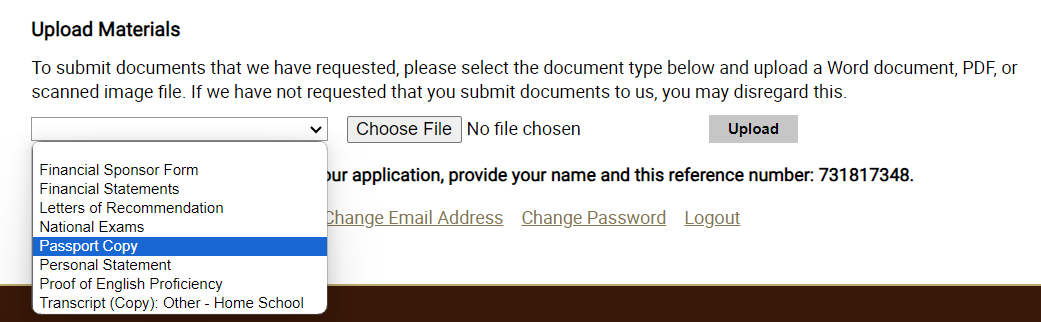 Upload Materials
To submit documents that we have requested, please select the document type below and upload a Word document, PDF, or
scanned image file. If we have not requested that you submit documents to us, you may disregard this.
Choose File No file chosen Upload
Financial Sponsor Form
Financial Statements
Letters of Recommendation
National Exams
Passport Copy
Personal Statement
Proof of English Proficiency
Transcript (Copy): Other - Home School
your application, provide your name and this reference number: 731817348.
Change Email Address Change Password Logout